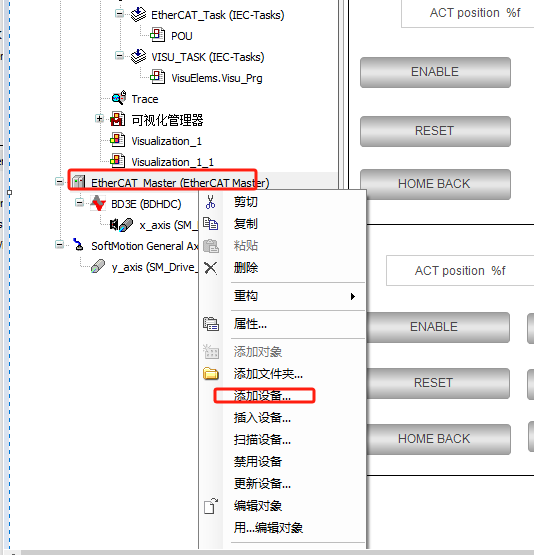 EtherCAT_Task (IEC-Tasks)
POU
VISU_TASK (IEC-Tasks)
VisuElems.Visu_Prg
Trace
可视化管理器
Visualization_1
Visualization_1_1
EtherCAT_Master (EtherCAT Master)
BD3E (BDHDC)
x_axis (SM_
SoftMotion General Ax
y_axis (SM_Drive_
剪切
复制
粘贴
删除
重构
属性...
添加对象
添加文件夹...
添加设备...
插入设备...
扫描设备...
禁用设备
更新设备...
编辑对象
用...编辑对象
ACT position %f
ENABLE
RESET
HOME BACK
ACT position %f
ENABLE
RESET
HOME BACK